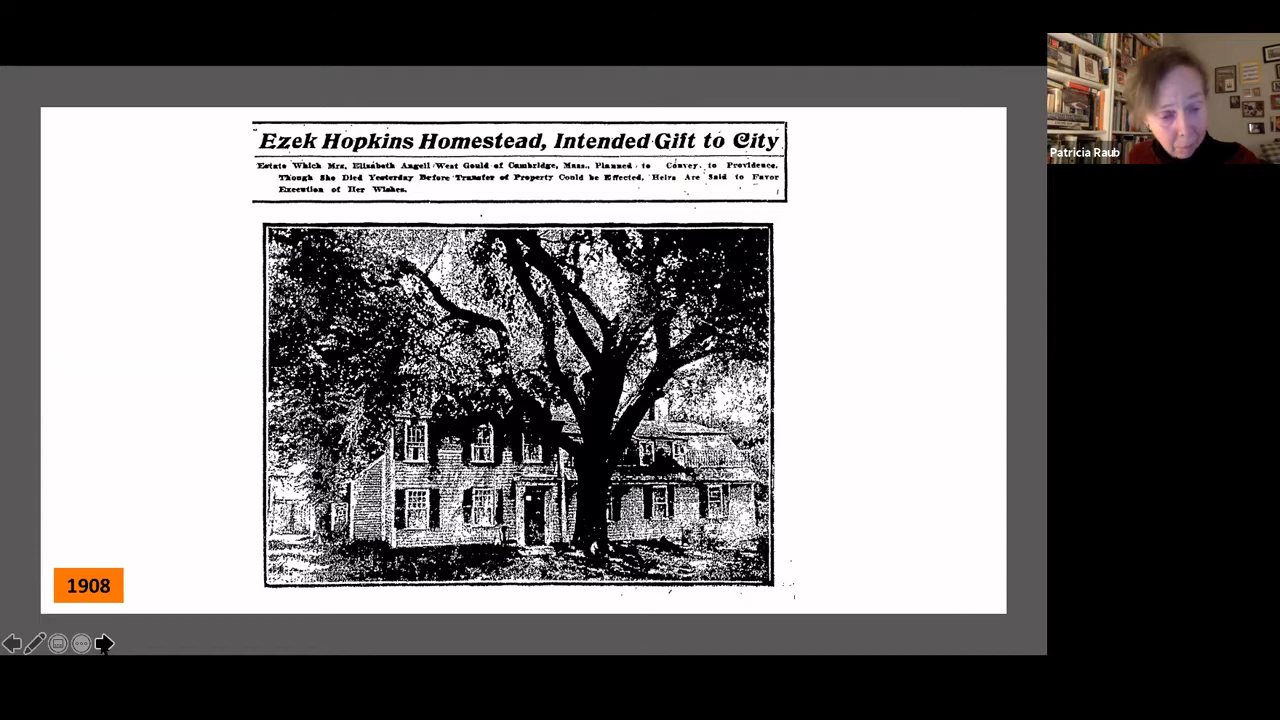 Ezek Hopkins Homestead, Intended Gift to City
Estate Which Mrs. Elizabeth Angell West Gould of Cambridge, Mass., Planned to Convey to Providence.
Though She Died Yesterday Before Transfer of Property Could be Effected, Heirs Are Said to Favor
Execution of Her Wishes.
1908
Patricia Raub